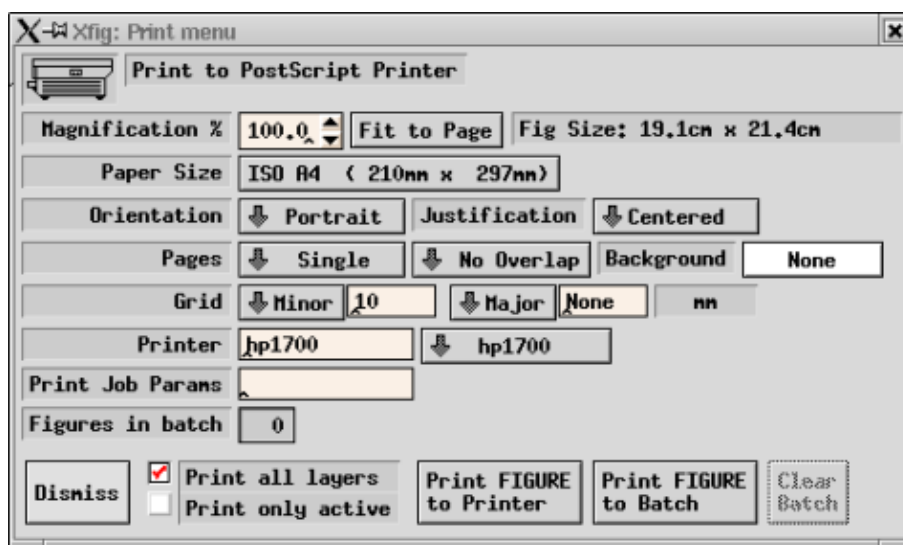 Xfig: Print menu
Print to PostScript Printer
Magnification % 100.0 Fit to Page Fig Size: 19.1cm x 21.4cm
Paper Size ISO A4 ( 210mm x 297mm)
Orientation Portrait Justification Centered
Pages Single No Overlap Background None
Grid Minor 10 Major None mm
Printer hp1700 hp1700
Print Job Params
Figures in batch 0
Dismiss
Print all layers
Print only active
Print FIGURE
to Printer
Print FIGURE
to Batch
Clear
Batch